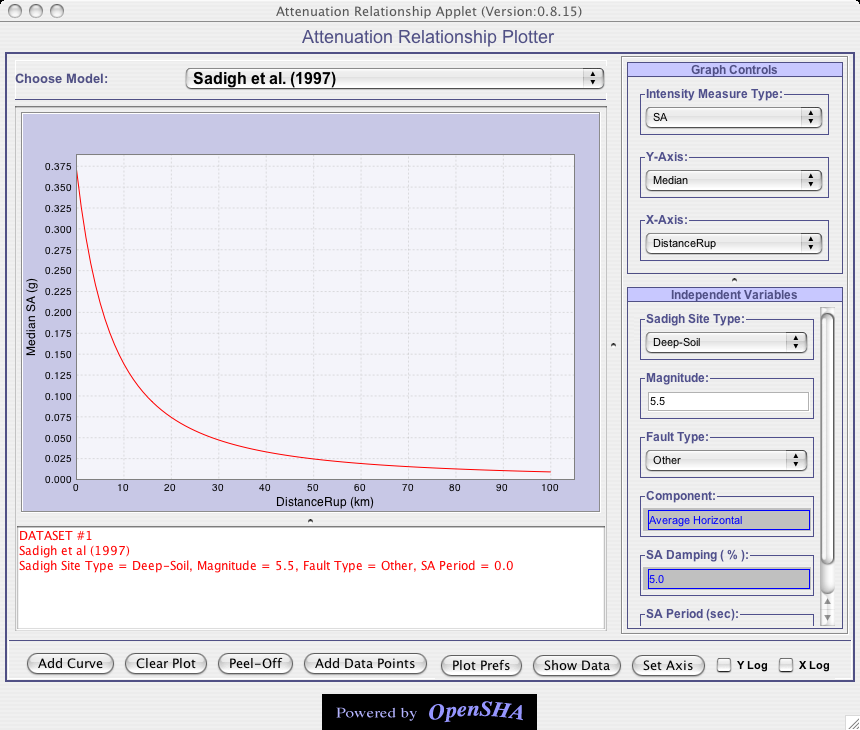 Attenuation Relationship Applet (Version:0.8.15)
Attenuation Relationship Plotter
Choose Model:
Sadigh et al. (1997)
0.375
0.350
0.325
0.300
0.275
0.250
0.225
0.200
0.175
0.150
0.125
0.100
0.075
0.050
0.025
0.000
Median SA (g)
0 10 20 30 40 50 60 70 80 90 100
DistanceRup (km)
DATASET #1
Sadigh et al (1997)
Sadigh Site Type = Deep-Soil, Magnitude = 5.5, Fault Type = Other, SA Period = 0.0
Graph Controls
Intensity Measure Type:
SA
Y-Axis:
Median
X-Axis:
DistanceRup
Independent Variables
Sadigh Site Type:
Deep-Soil
Magnitude:
5.5
Fault Type:
Other
Component:
Average Horizontal
SA Damping ( % ):
5.0
SA Period (sec):
Add Curve Clear Plot Peel-Off Add Data Points Plot Prefs Show Data Set Axis Y Log X Log
Powered by OpenSHA